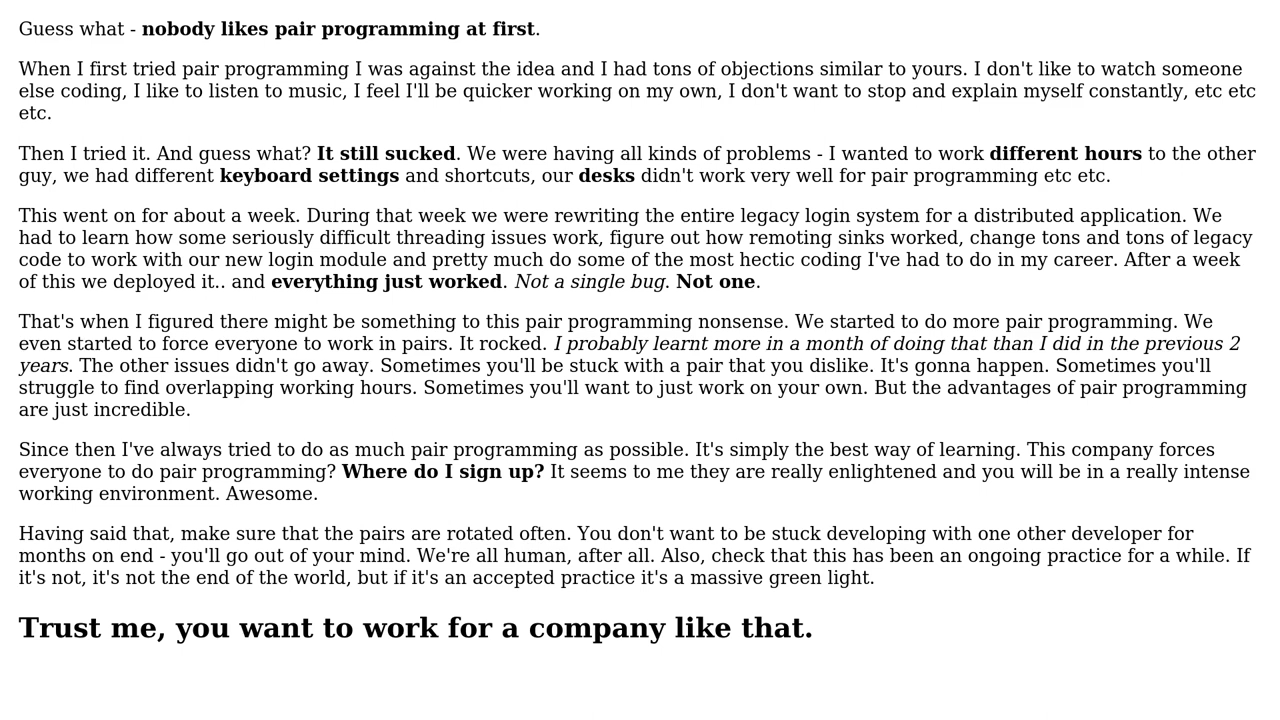 Guess what - nobody likes pair programming at first.
When I first tried pair programming I was against the idea and I had tons of objections similar to yours. I don't like to watch someone
else coding, I like to listen to music, I feel I'll be quicker working on my own, I don't want to stop and explain myself constantly, etc etc
etc.
Then I tried it. And guess what? It still sucked. We were having all kinds of problems - I wanted to work different hours to the other
guy, we had different keyboard settings and shortcuts, our desks didn't work very well for pair programming etc etc.
This went on for about a week. During that week we were rewriting the entire legacy login system for a distributed application. We
had to learn how some seriously difficult threading issues work, figure out how remoting sinks worked, change tons and tons of legacy
code to work with our new login module and pretty much do some of the most hectic coding I've had to do in my career. After a week
of this we deployed it.. and everything just worked. Not a single bug. Not one.
That's when I figured there might be something to this pair programming nonsense. We started to do more pair programming. We
even started to force everyone to work in pairs. It rocked. I probably learnt more in a month of doing that than I did in the previous 2
years. The other issues didn't go away. Sometimes you'll be stuck with a pair that you dislike. It's gonna happen. Sometimes you'll
struggle to find overlapping working hours. Sometimes you'll want to just work on your own. But the advantages of pair programming
are just incredible.
Since then I've always tried to do as much pair programming as possible. It's simply the best way of learning. This company forces
everyone to do pair programming? Where do I sign up? It seems to me they are really enlightened and you will be in a really intense
working environment. Awesome.
Having said that, make sure that the pairs are rotated often. You don't want to be stuck developing with one other developer for
months on end - you'll go out of your mind. We're all human, after all. Also, check that this has been an ongoing practice for a while. If
it's not, it's not the end of the world, but if it's an accepted practice it's a massive green light.
Trust me, you want to work for a company like that.